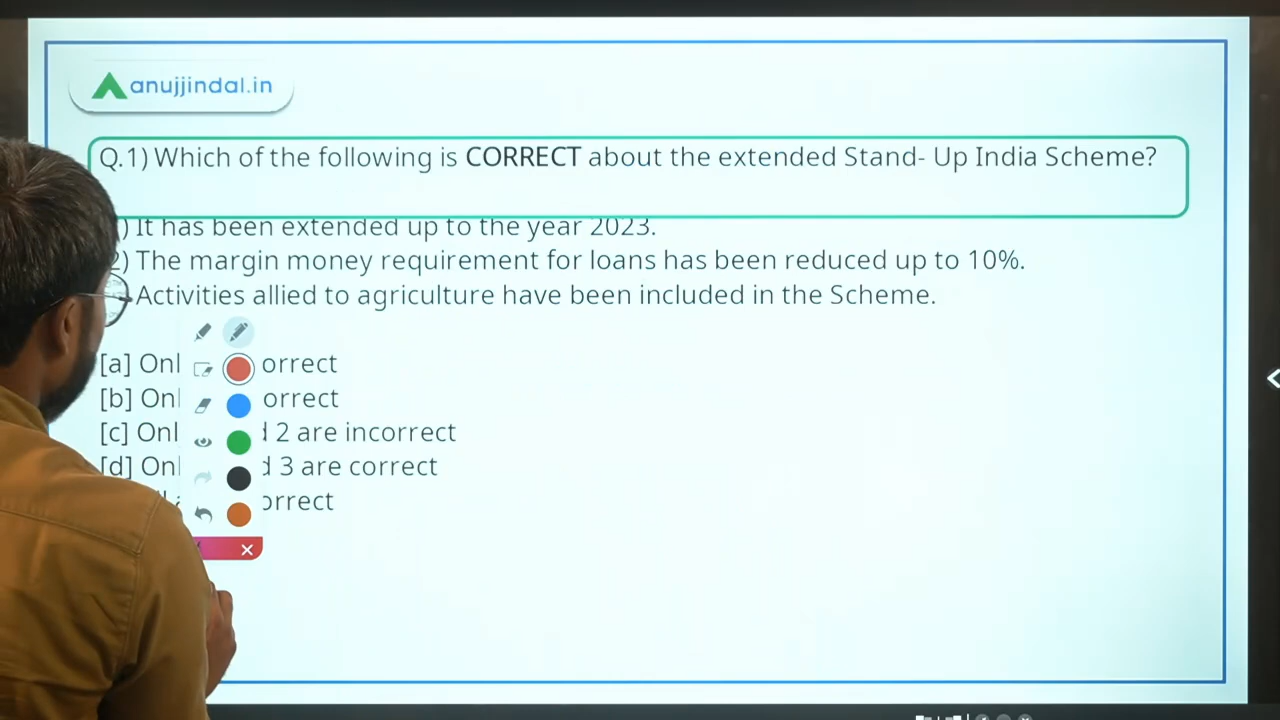 anujjindal.in
Q.1) Which of the following is CORRECT about the extended Stand- Up India Scheme?
) It has been extended up to the year 2023.
2) The margin money requirement for loans has been reduced up to 10%.
Activities allied to agriculture have been included in the Scheme.
[a] Onl orrect
[b] Onl orrect
[c] Onl d 2 are incorrect
[d] Onl d 3 are correct
orrect